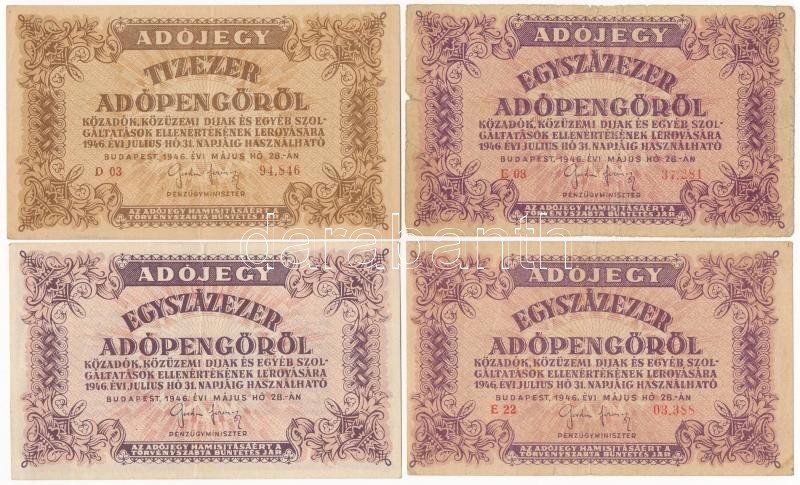 ADÓJEGY
TIZEZER
ADÓPENGŐRŐL
KÖZADÓK, KÖZÜZEMI DIJAK ÉS EGYÉB SZOL-
GÁLTATÁSOK ELLENÉRTÉKÉNEK LEROVÁSÁRA
1946. ÉVI JULIUS HÓ 31. NAPJÁIG HASZNÁLHATÓ
BUDAPEST, 1946. ÉVI MÁJUS HÓ 28.-ÁN
D 03 94,846
PÉNZÜGYMINISZTER
AZ ADÓJEGY HAMISITÁSÁÉRT A
TÖRVÉNYSZABTA BÜNTETÉS JÁR
ADÓJEGY
EGYSZÁZEZER
ADÓPENGŐRŐL
KÖZADÓK, KÖZÜZEMI DIJAK ÉS EGYÉB SZOL-
GÁLTATÁSOK ELLENÉRTÉKÉNEK LEROVÁSÁRA
1946. ÉVI JULIUS HÓ 31. NAPJÁIG HASZNÁLHATÓ
BUDAPEST, 1946. ÉVI MÁJUS HÓ 28.-ÁN
E 08 37,281
PÉNZÜGYMINISZTER
AZ ADÓJEGY HAMISITÁSÁÉRT A
TÖRVÉNYSZABTA BÜNTETÉS JÁR
darabanth
ADÓJEGY
EGYSZÁZEZER
ADÓPENGŐRŐL
KÖZADÓK, KÖZÜZEMI DIJAK ÉS EGYÉB SZOL-
GÁLTATÁSOK ELLENÉRTÉKÉNEK LEROVÁSÁRA
1946. ÉVI JULIUS HÓ 31. NAPJÁIG HASZNÁLHATÓ
BUDAPEST, 1946. ÉVI MÁJUS HÓ 28.-ÁN
PÉNZÜGYMINISZTER
AZ ADÓJEGY HAMISITÁSÁÉRT A
TÖRVÉNYSZABTA BÜNTETÉS JÁR
ADÓJEGY
EGYSZÁZEZER
ADÓPENGŐRŐL
KÖZADÓK, KÖZÜZEMI DIJAK ÉS EGYÉB SZOL-
GÁLTATÁSOK ELLENÉRTÉKÉNEK LEROVÁSÁRA
1946. ÉVI JULIUS HÓ 31. NAPJÁIG HASZNÁLHATÓ
BUDAPEST, 1946. ÉVI MÁJUS HÓ 28.-ÁN
E 22 03,388
PÉNZÜGYMINISZTER
AZ ADÓJEGY HAMISITÁSÁÉRT A
TÖRVÉNYSZABTA BÜNTETÉS JÁR